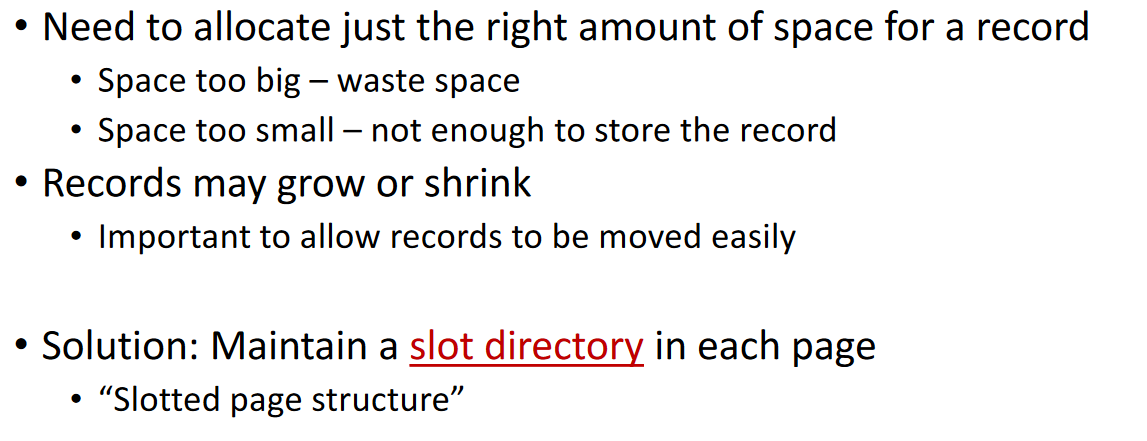 • Need to allocate just the right amount of space for a record
• Space too big – waste space
• Space too small – not enough to store the record
• Records may grow or shrink
• Important to allow records to be moved easily
• Solution: Maintain a slot directory in each page
• “Slotted page structure”